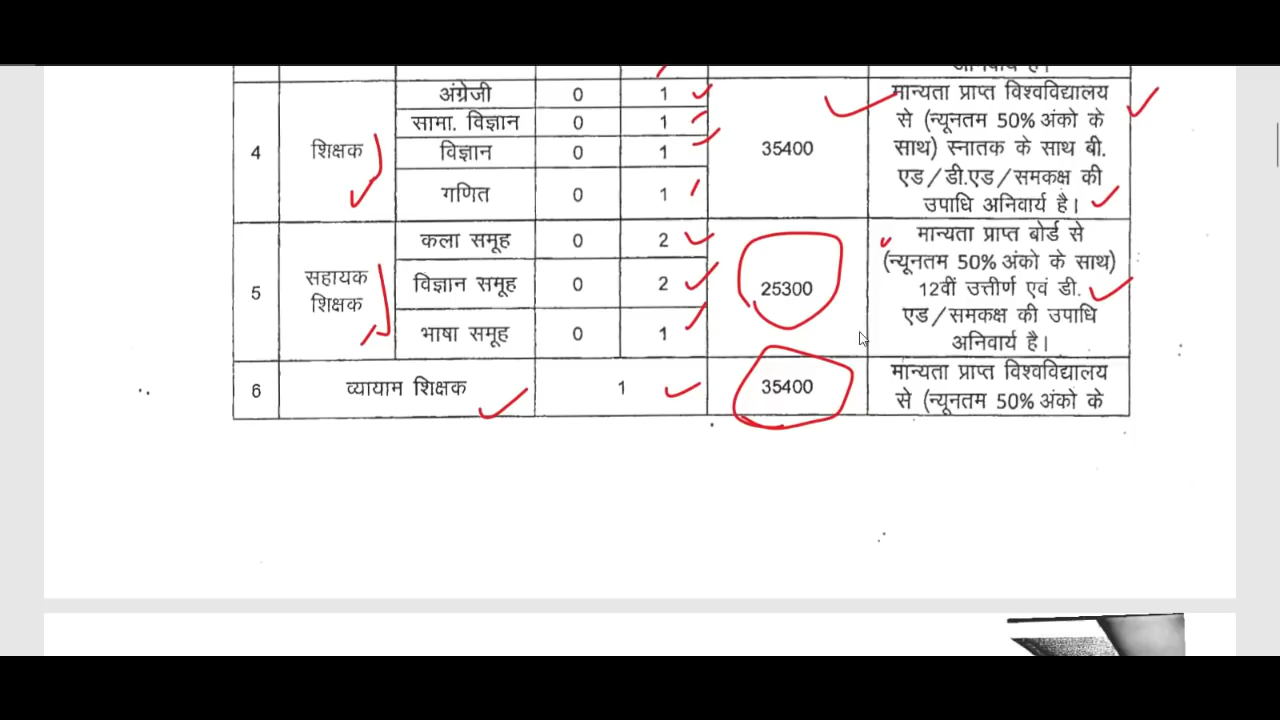 अनिवार्य है।
4 शिक्षक अंग्रेजी 0 1 35400 मान्यता प्राप्त विश्वविद्यालय
सामा. विज्ञान 0 1 से (न्यूनतम 50% अंको के
विज्ञान 0 1 साथ) स्नातक के साथ बी.
गणित 0 1 एड/डी.एड/समकक्ष की
उपाधि अनिवार्य है।
5 सहायक शिक्षक कला समूह 0 2 25300 मान्यता प्राप्त बोर्ड से
(न्यूनतम 50% अंको के साथ)
विज्ञान समूह 0 2 12वीं उत्तीर्ण एवं डी.
भाषा समूह 0 1 एड/समकक्ष की उपाधि
अनिवार्य है।
6 व्यायाम शिक्षक 1 35400 मान्यता प्राप्त विश्वविद्यालय
से (न्यूनतम 50% अंको के